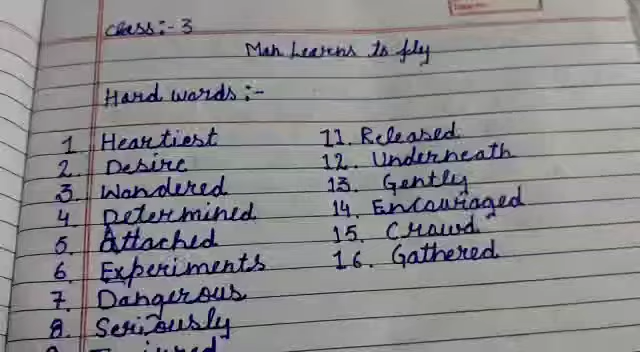 Class:- 3
Man Learns to fly
Hard words:-
1 Heartiest
2. Desire
3. Wandered
4 Determined
5 Attached
6 Experiments
7. Dangerous
8. Seriously
11. Released
12. Underneath
13. Gently
14. Encouraged
15. Crowd
16. Gathered